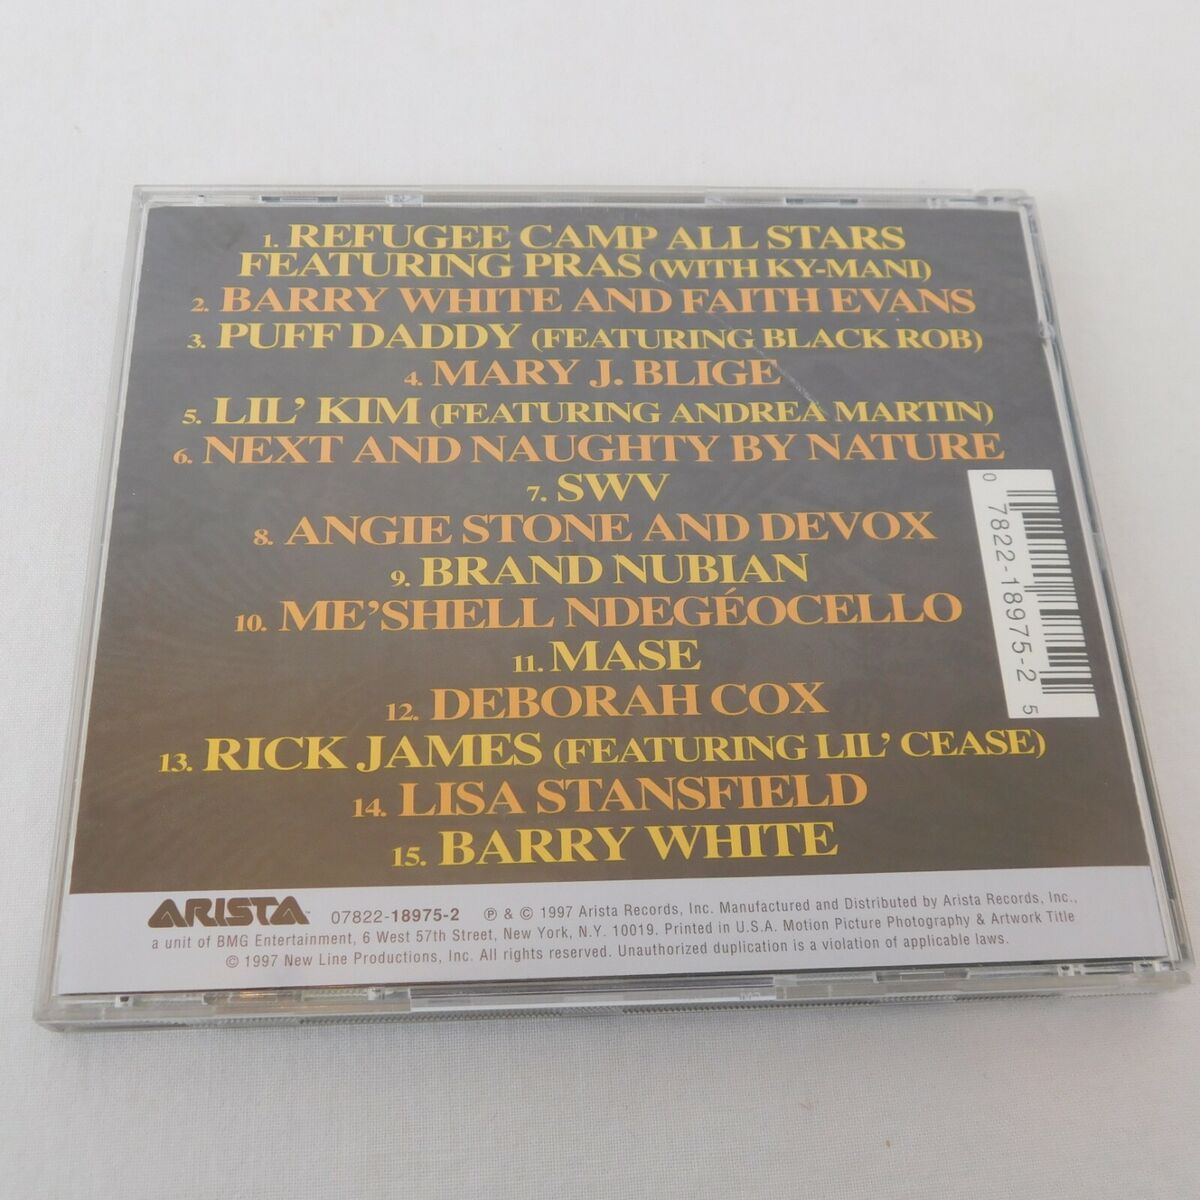 1. REFUGEE CAMP ALL STARS
FEATURING PRAS (WITH KY-MANI)
2. BARRY WHITE AND FAITH EVANS
3. PUFF DADDY (FEATURING BLACK ROB)
4. MARY J. BLIGE
5. LIL' KIM (FEATURING ANDREA MARTIN)
6. NEXT AND NAUGHTY BY NATURE
7. SWV
8. ANGIE STONE AND DEVOX
9. BRAND NUBIAN
10. ME'SHELL NDEGÉOCELLO
11. MASE
12. DEBORAH COX
13. RICK JAMES (FEATURING LIL' CEASE)
14. LISA STANSFIELD
15. BARRY WHITE
0 7822-18975-2 5
ARISTA™ 07822-18975-2 ℗ & © 1997 Arista Records, Inc. Manufactured and Distributed by Arista Records, Inc.,
a unit of BMG Entertainment, 6 West 57th Street, New York, N.Y. 10019. Printed in U.S.A. Motion Picture Photography & Artwork Title
© 1997 New Line Productions, Inc. All rights reserved. Unauthorized duplication is a violation of applicable laws.